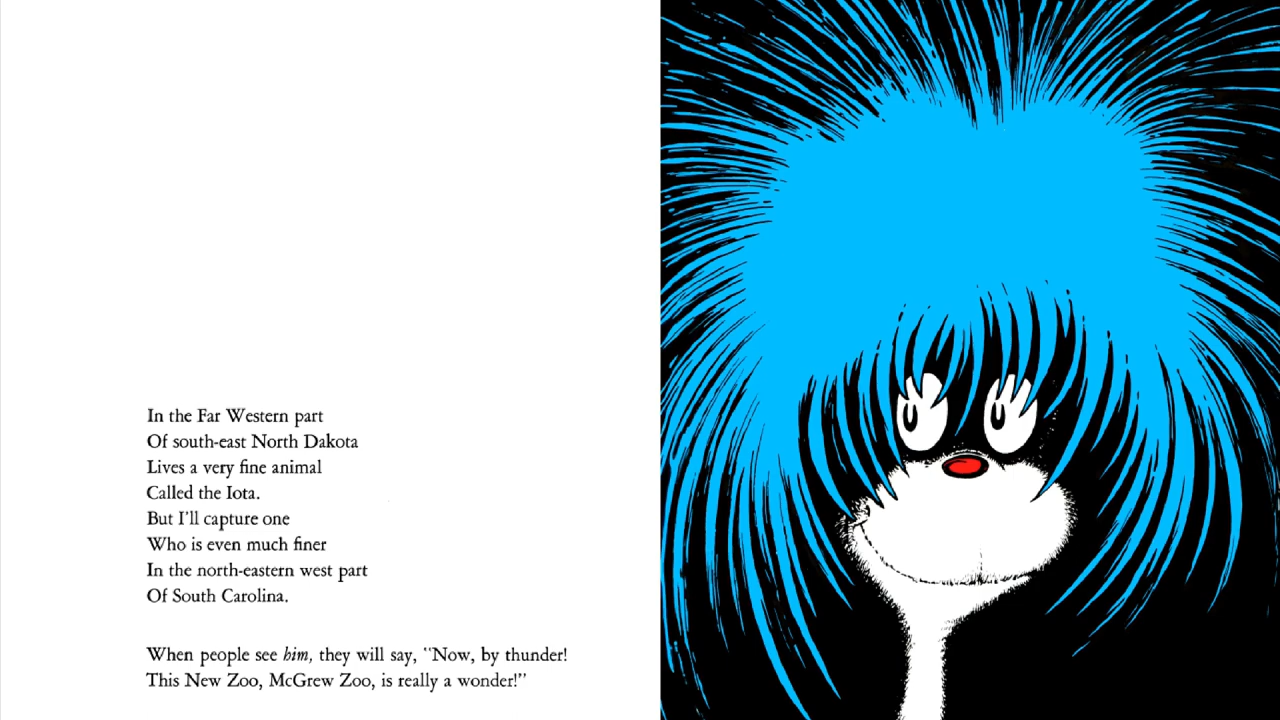 In the Far Western part
Of south-east North Dakota
Lives a very fine animal
Called the Iota.
But I’ll capture one
Who is even much finer
In the north-eastern west part
Of South Carolina.
When people see him, they will say, “Now, by thunder!
This New Zoo, McGrew Zoo, is really a wonder!”